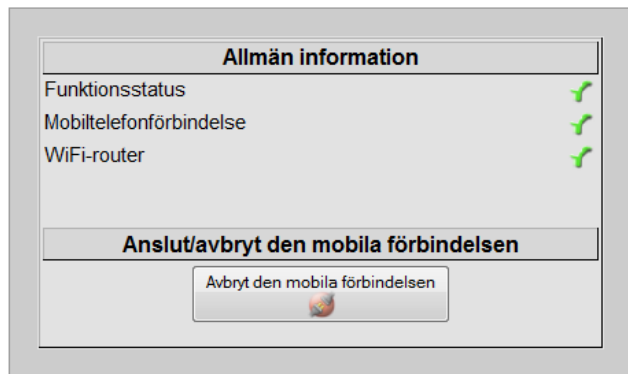 Allmän information
Funktionsstatus
Mobiltelefonförbindelse
WiFi-router
Anslut/avbryt den mobila förbindelsen
Avbryt den mobila förbindelsen